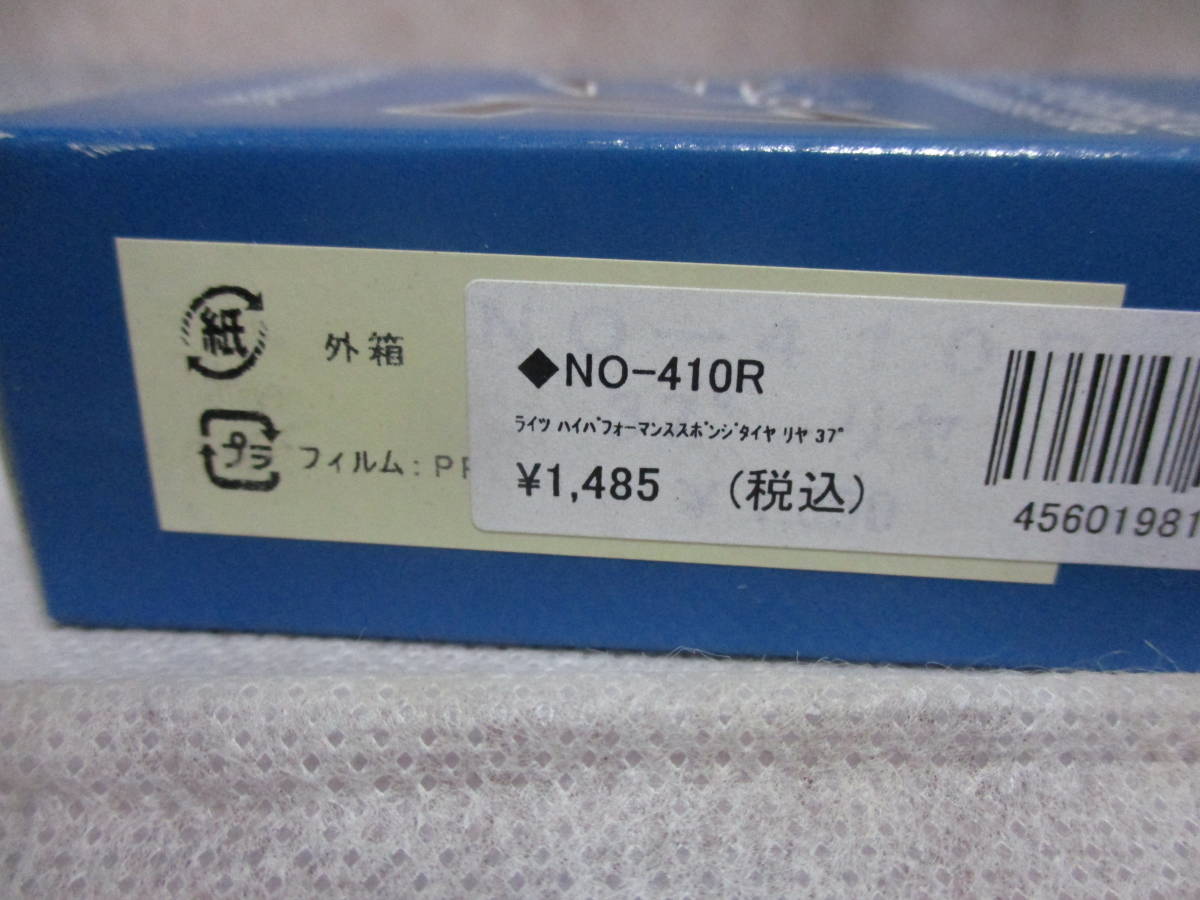 紙 外箱
プラ フィルム:P
◆NO-410R
ライツ ハイパフォーマンススポンジタイヤ リヤ 37°
¥1,485 (税込)
45601981